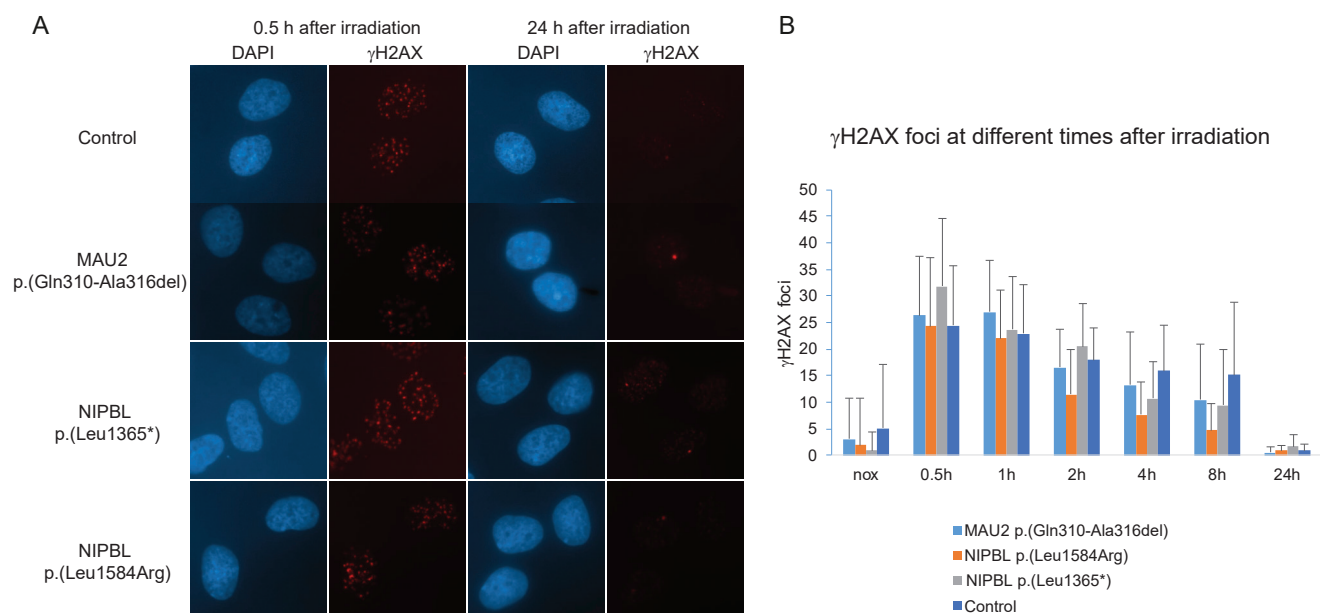 A
0.5 h after irradiation
24 h after irradiation
DAPI
γH2AX
DAPI
γH2AX
Control
MAU2
p.(Gln310-Ala316del)
NIPBL
p.(Leu1365*)
NIPBL
p.(Leu1584Arg)
B
γH2AX foci at different times after irradiation
γH2AX foci
50
45
40
35
30
25
20
15
10
5
0
nox
0.5h
1h
2h
4h
8h
24h
MAU2 p.(Gln310-Ala316del)
NIPBL p.(Leu1584Arg)
NIPBL p.(Leu1365*)
Control